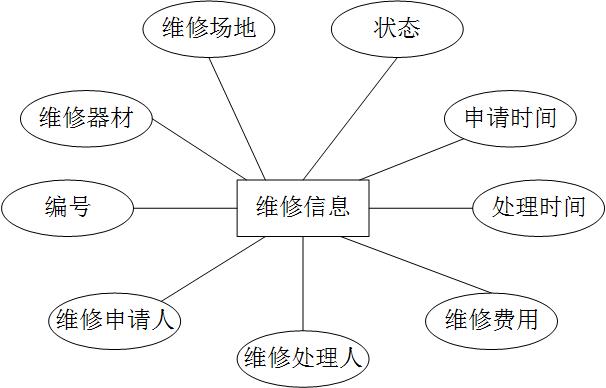 维修场地
状态
维修器材
申请时间
编号
维修信息
处理时间
维修申请人
维修处理人
维修费用